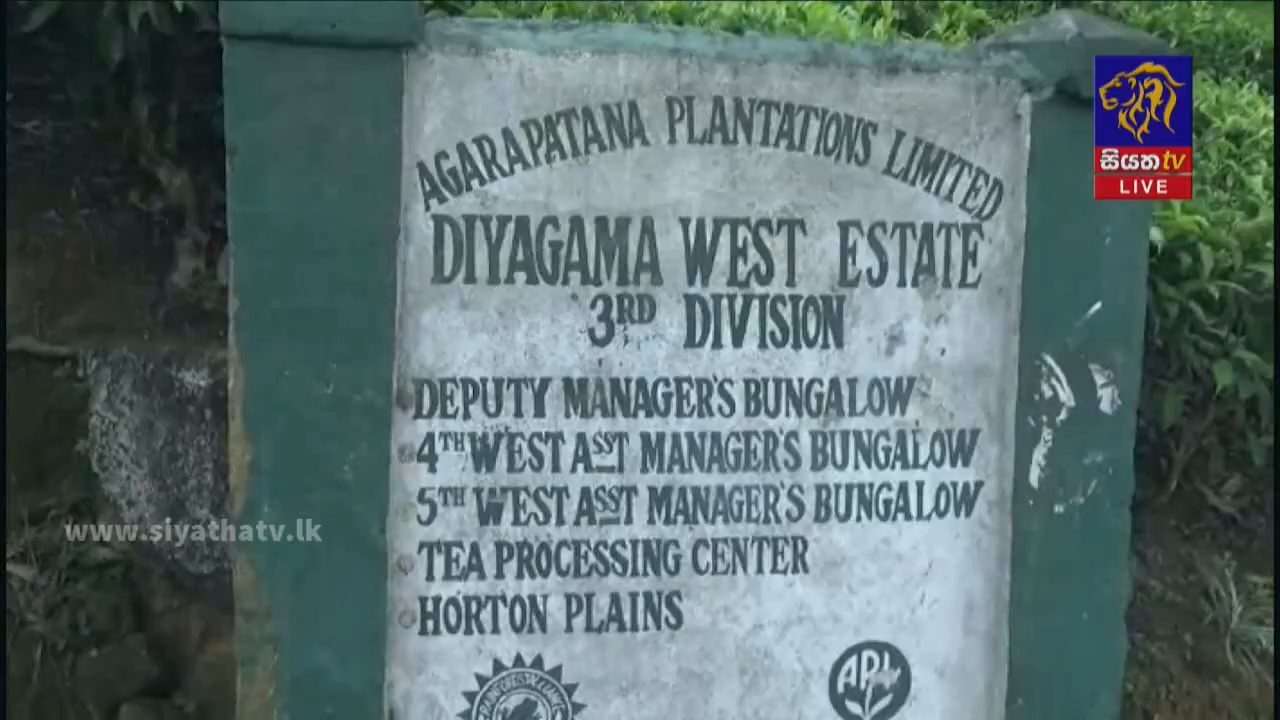 AGARAPATANA PLANTATIONS LIMITED
DIYAGAMA WEST ESTATE
3RD DIVISION
DEPUTY MANAGER'S BUNGALOW
4TH WEST ASST MANAGER'S BUNGALOW
5TH WEST ASST MANAGER'S BUNGALOW
TEA PROCESSING CENTER
HORTON PLAINS
සියත tv
LIVE
www.siyathatv.lk